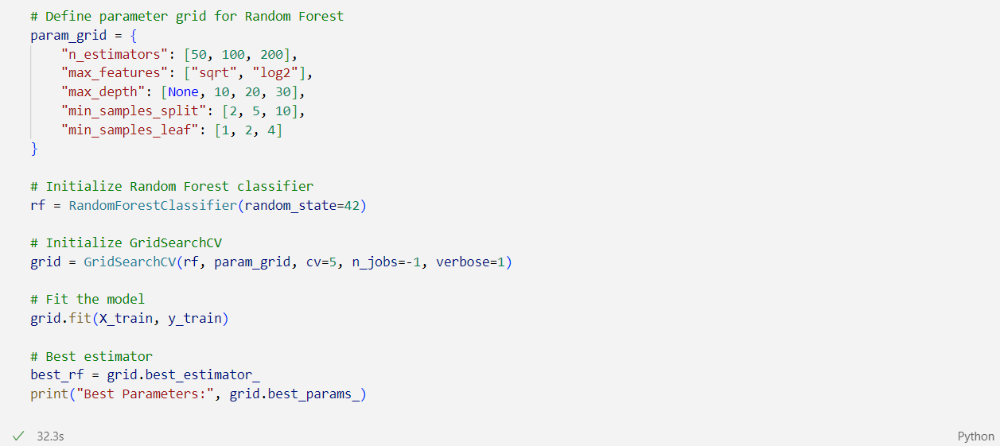 # Define parameter grid for Random Forest
param_grid = {
    "n_estimators": [50, 100, 200],
    "max_features": ["sqrt", "log2"],
    "max_depth": [None, 10, 20, 30],
    "min_samples_split": [2, 5, 10],
    "min_samples_leaf": [1, 2, 4]
}
# Initialize Random Forest classifier
rf = RandomForestClassifier(random_state=42)
# Initialize GridSearchCV
grid = GridSearchCV(rf, param_grid, cv=5, n_jobs=-1, verbose=1)
# Fit the model
grid.fit(X_train, y_train)
# Best estimator
best_rf = grid.best_estimator_
print("Best Parameters:", grid.best_params_)
32.3s
Python